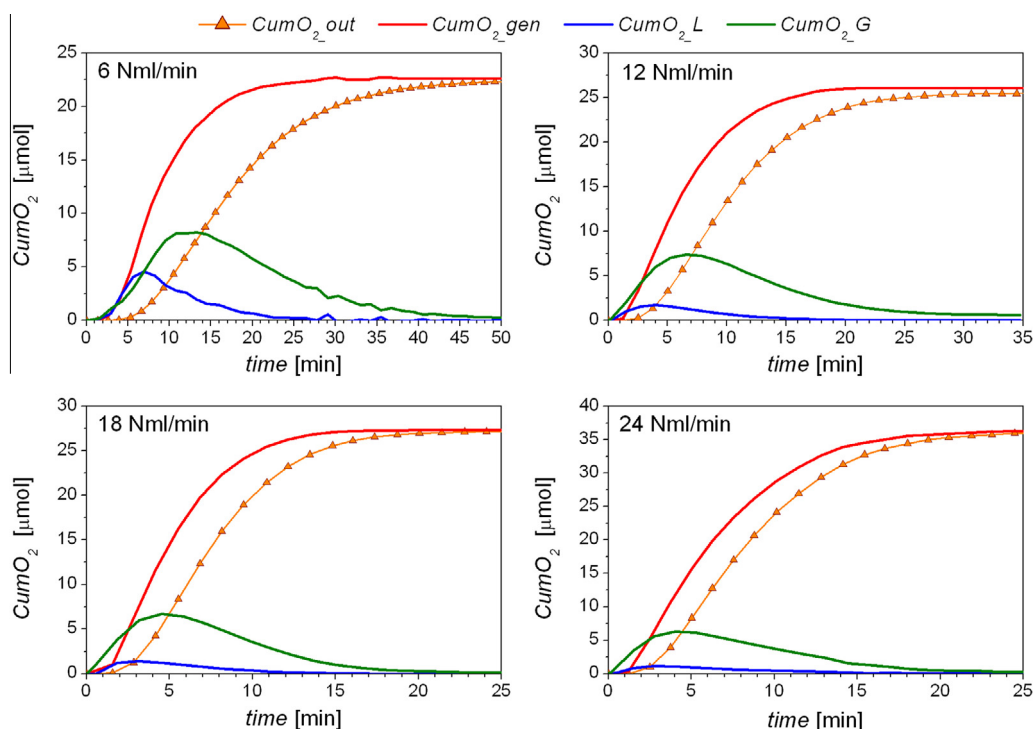 CumO2_out CumO2_gen CumO2_L CumO2_G
6 Nml/min
25
20
15
10
5
0
CumO2 [μmol]
0 5 10 15 20 25 30 35 40 45 50
time [min]
12 Nml/min
30
25
20
15
10
5
0
CumO2 [μmol]
0 5 10 15 20 25 30 35
time [min]
18 Nml/min
30
25
20
15
10
5
0
CumO2 [μmol]
0 5 10 15 20 25
time [min]
24 Nml/min
40
35
30
25
20
15
10
5
0
CumO2 [μmol]
0 5 10 15 20 25
time [min]